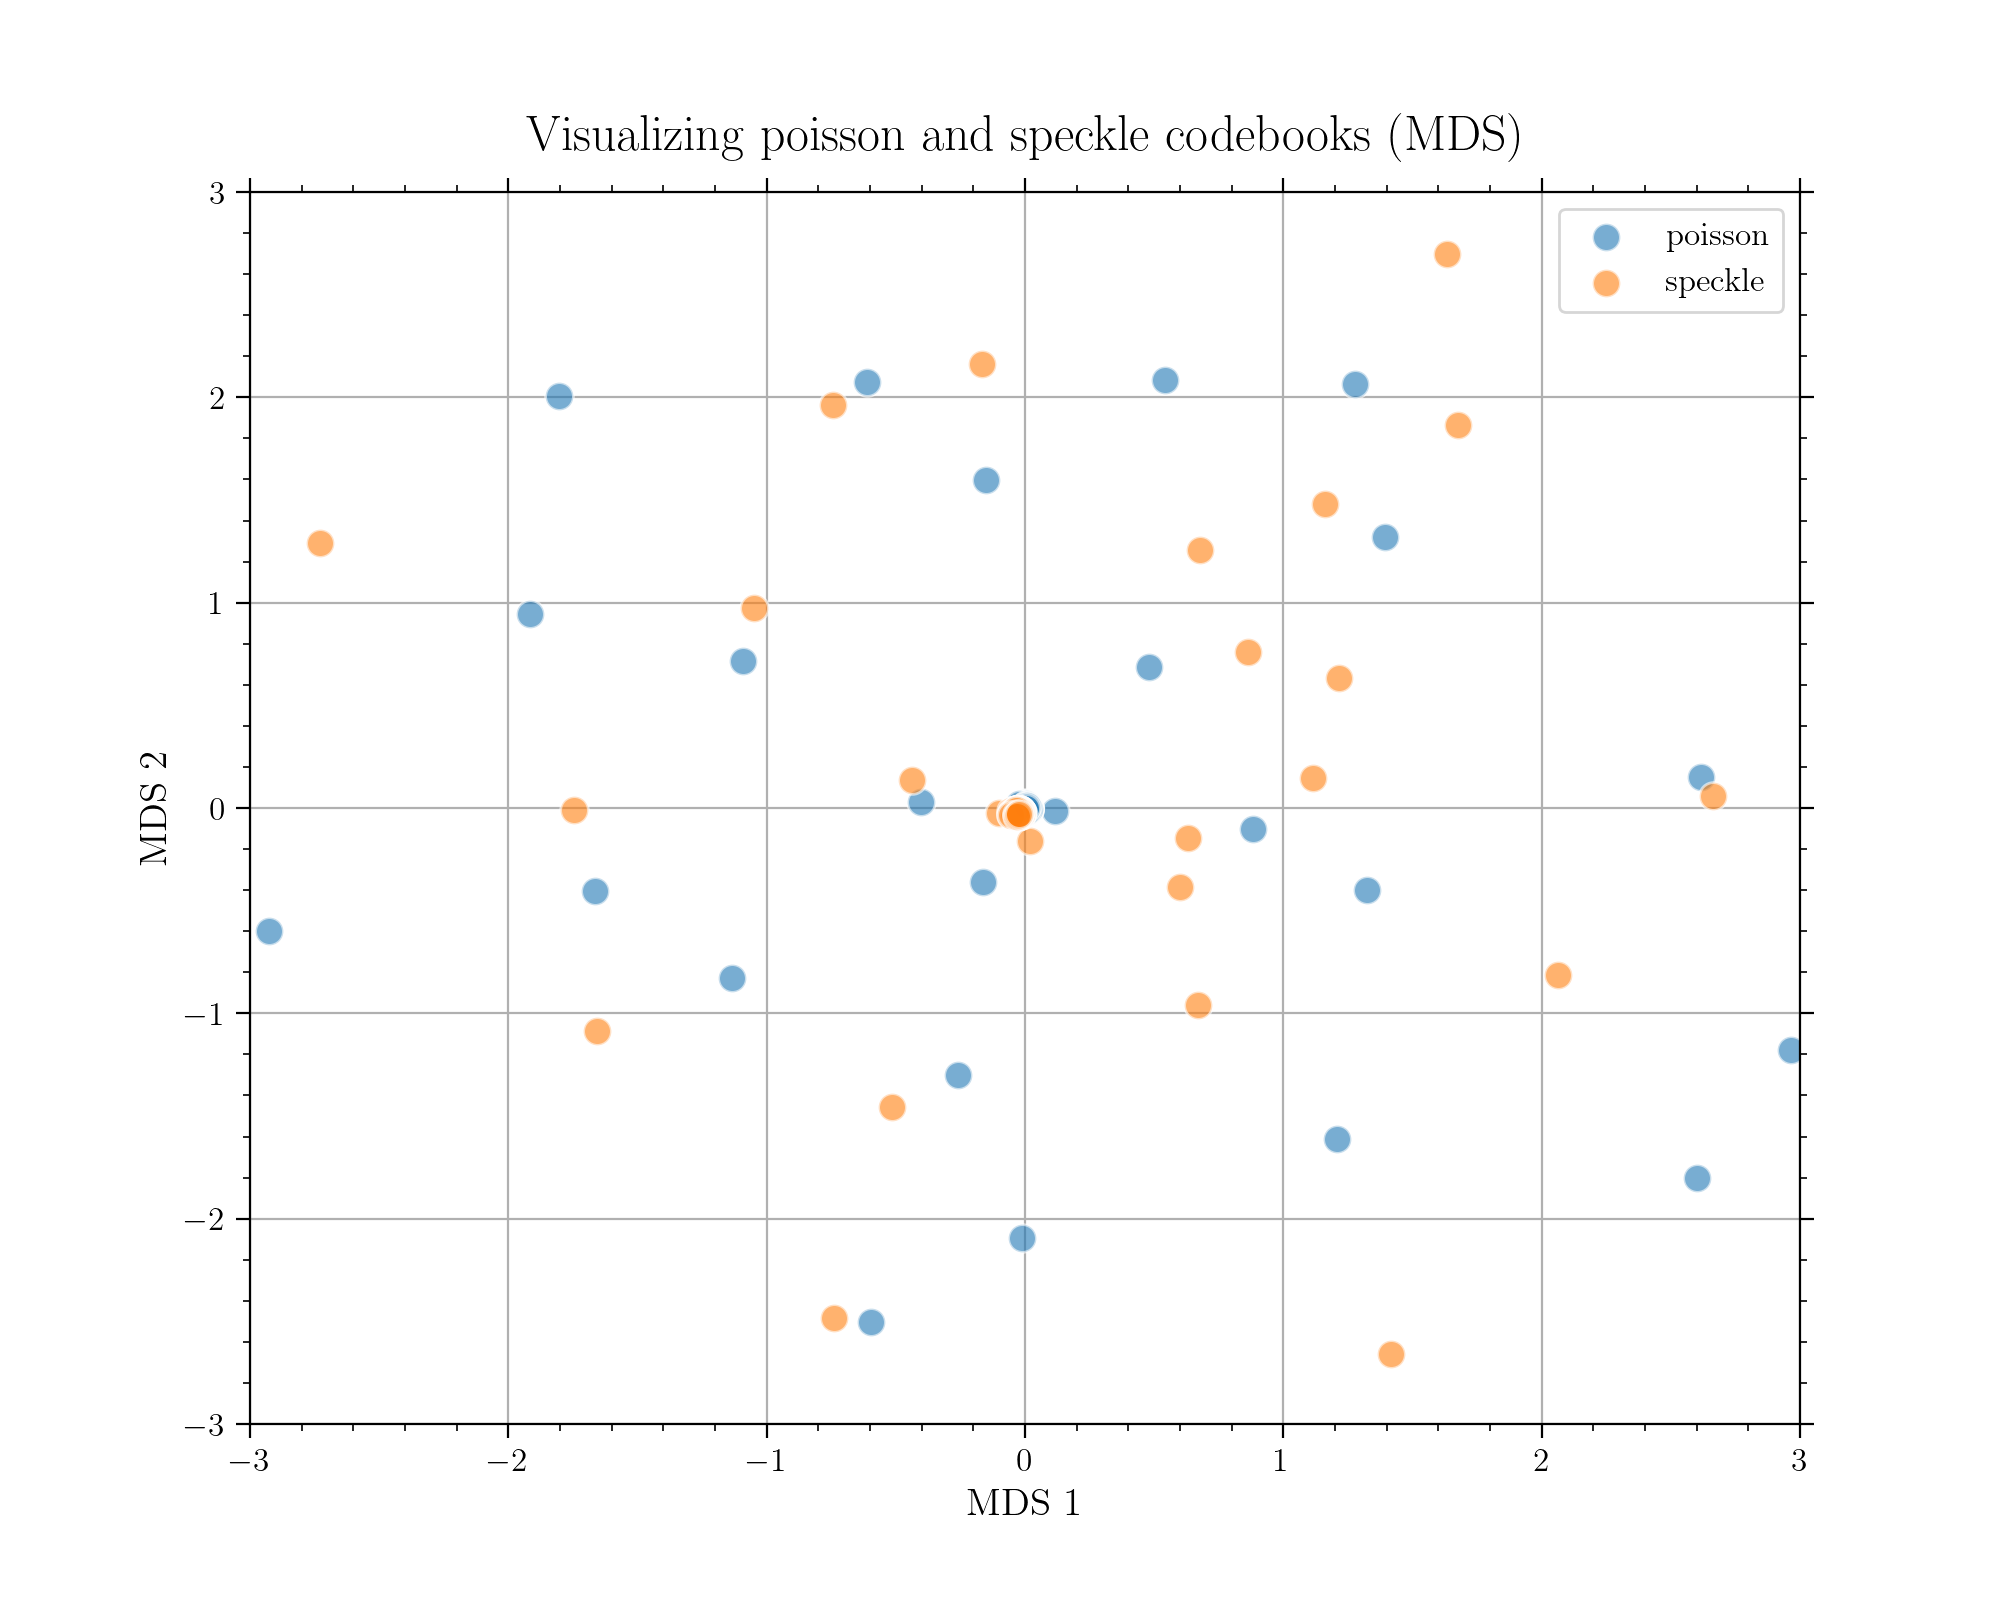 Visualizing poisson and speckle codebooks (MDS)
poisson
speckle
3
2
1
0
−1
−2
−3
MDS 2
−3
−2
−1
0
1
2
3
MDS 1